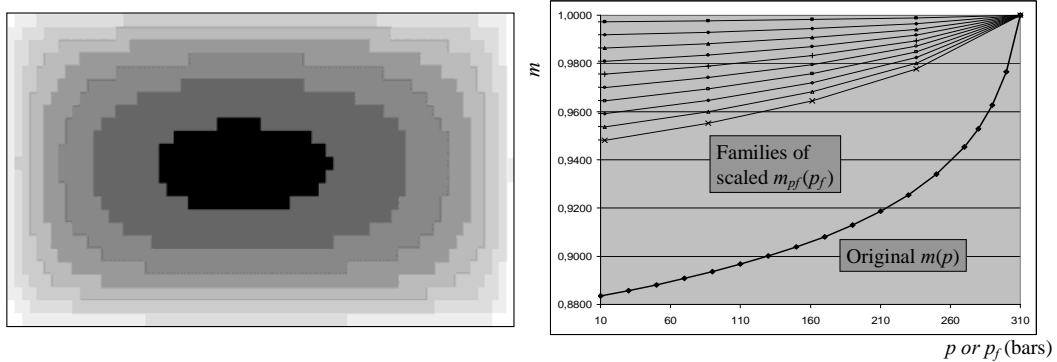 1,0000
0,9800
0,9600
0,9400
0,9200
0,9000
0,8800
m
Families of
scaled m_pf(p_f)
Original m(p)
10 60 110 160 210 260 310
p or p_f (bars)